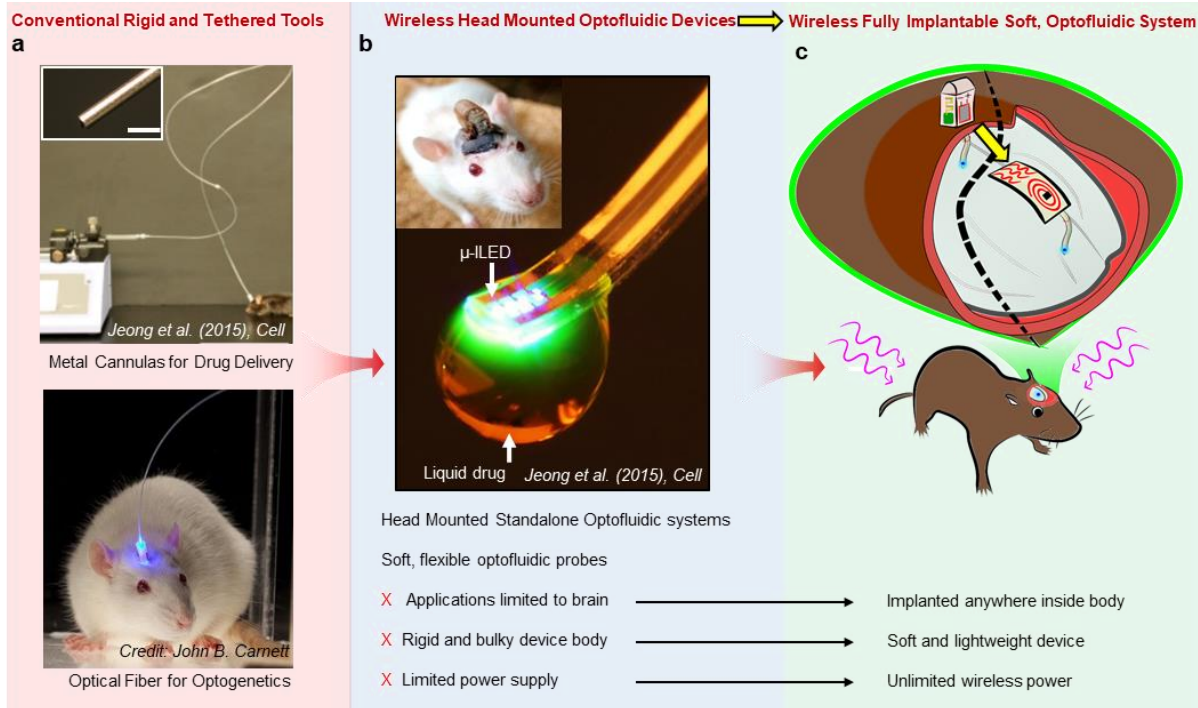 Conventional Rigid and Tethered Tools
a
Jeong et al. (2015), Cell
Metal Cannulas for Drug Delivery
Credit: John B. Carnett
Optical Fiber for Optogenetics
Wireless Head Mounted Optofluidic Devices
b
μ-ILED
Liquid drug
Jeong et al. (2015), Cell
Head Mounted Standalone Optofluidic systems
Soft, flexible optofluidic probes
X Applications limited to brain
X Rigid and bulky device body
X Limited power supply
Wireless Fully Implantable Soft, Optofluidic System
c
Implanted anywhere inside body
Soft and lightweight device
Unlimited wireless power